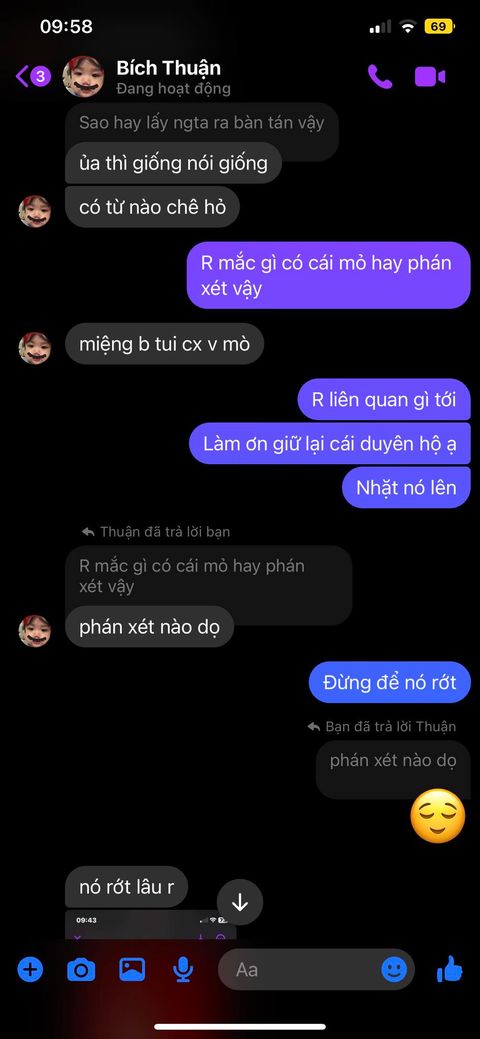 09:58
69
3
Bích Thuận
Đang hoạt động
Sao hay lấy ngta ra bàn tán vậy
ủa thì giống nói giống
có từ nào chê hỏ
R mắc gì có cái mỏ hay phán
xét vậy
miệng b tui cx v mò
R liên quan gì tới
Làm ơn giữ lại cái duyên hộ ạ
Nhặt nó lên
Thuận đã trả lời bạn
R mắc gì có cái mỏ hay phán
xét vậy
phán xét nào dọ
Đừng để nó rớt
Bạn đã trả lời Thuận
phán xét nào dọ
nó rớt lâu r
09:43
Aa